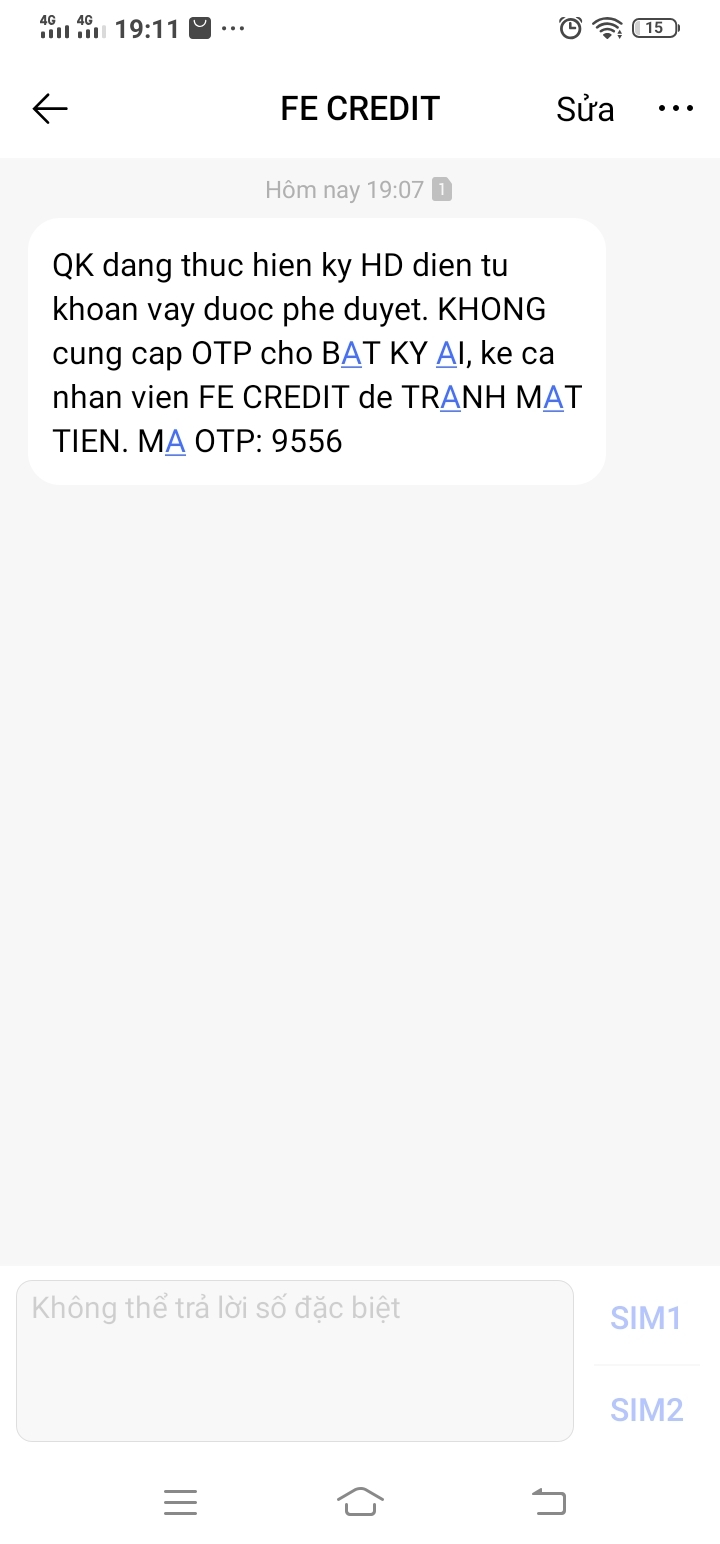 4G 4G 19:11 ... 15
FE CREDIT Sửa ...
Hôm nay 19:07 1
QK dang thuc hien ky HD dien tu
khoan vay duoc phe duyet. KHONG
cung cap OTP cho BAT KY AI, ke ca
nhan vien FE CREDIT de TRANH MAT
TIEN. MA OTP: 9556
Không thể trả lời số đặc biệt
SIM1
SIM2